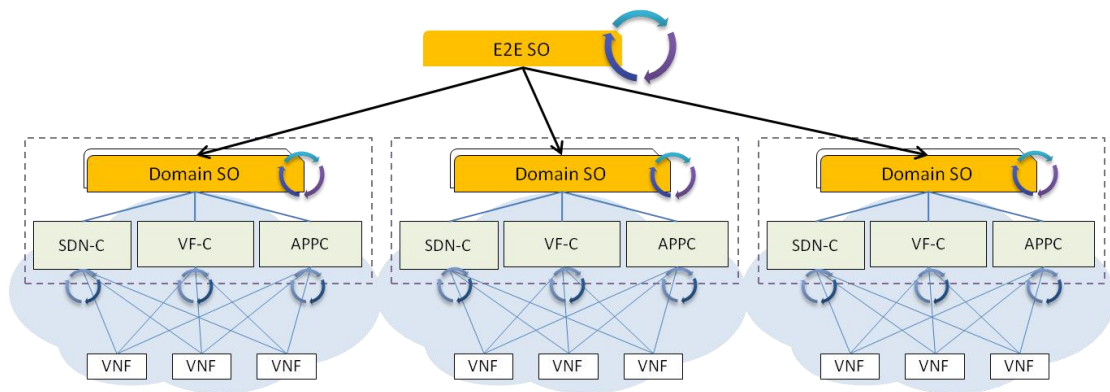 E2E SO
Domain SO
Domain SO
Domain SO
SDN-C
VF-C
APPC
SDN-C
VF-C
APPC
SDN-C
VF-C
APPC
VNF
VNF
VNF
VNF
VNF
VNF
VNF
VNF
VNF